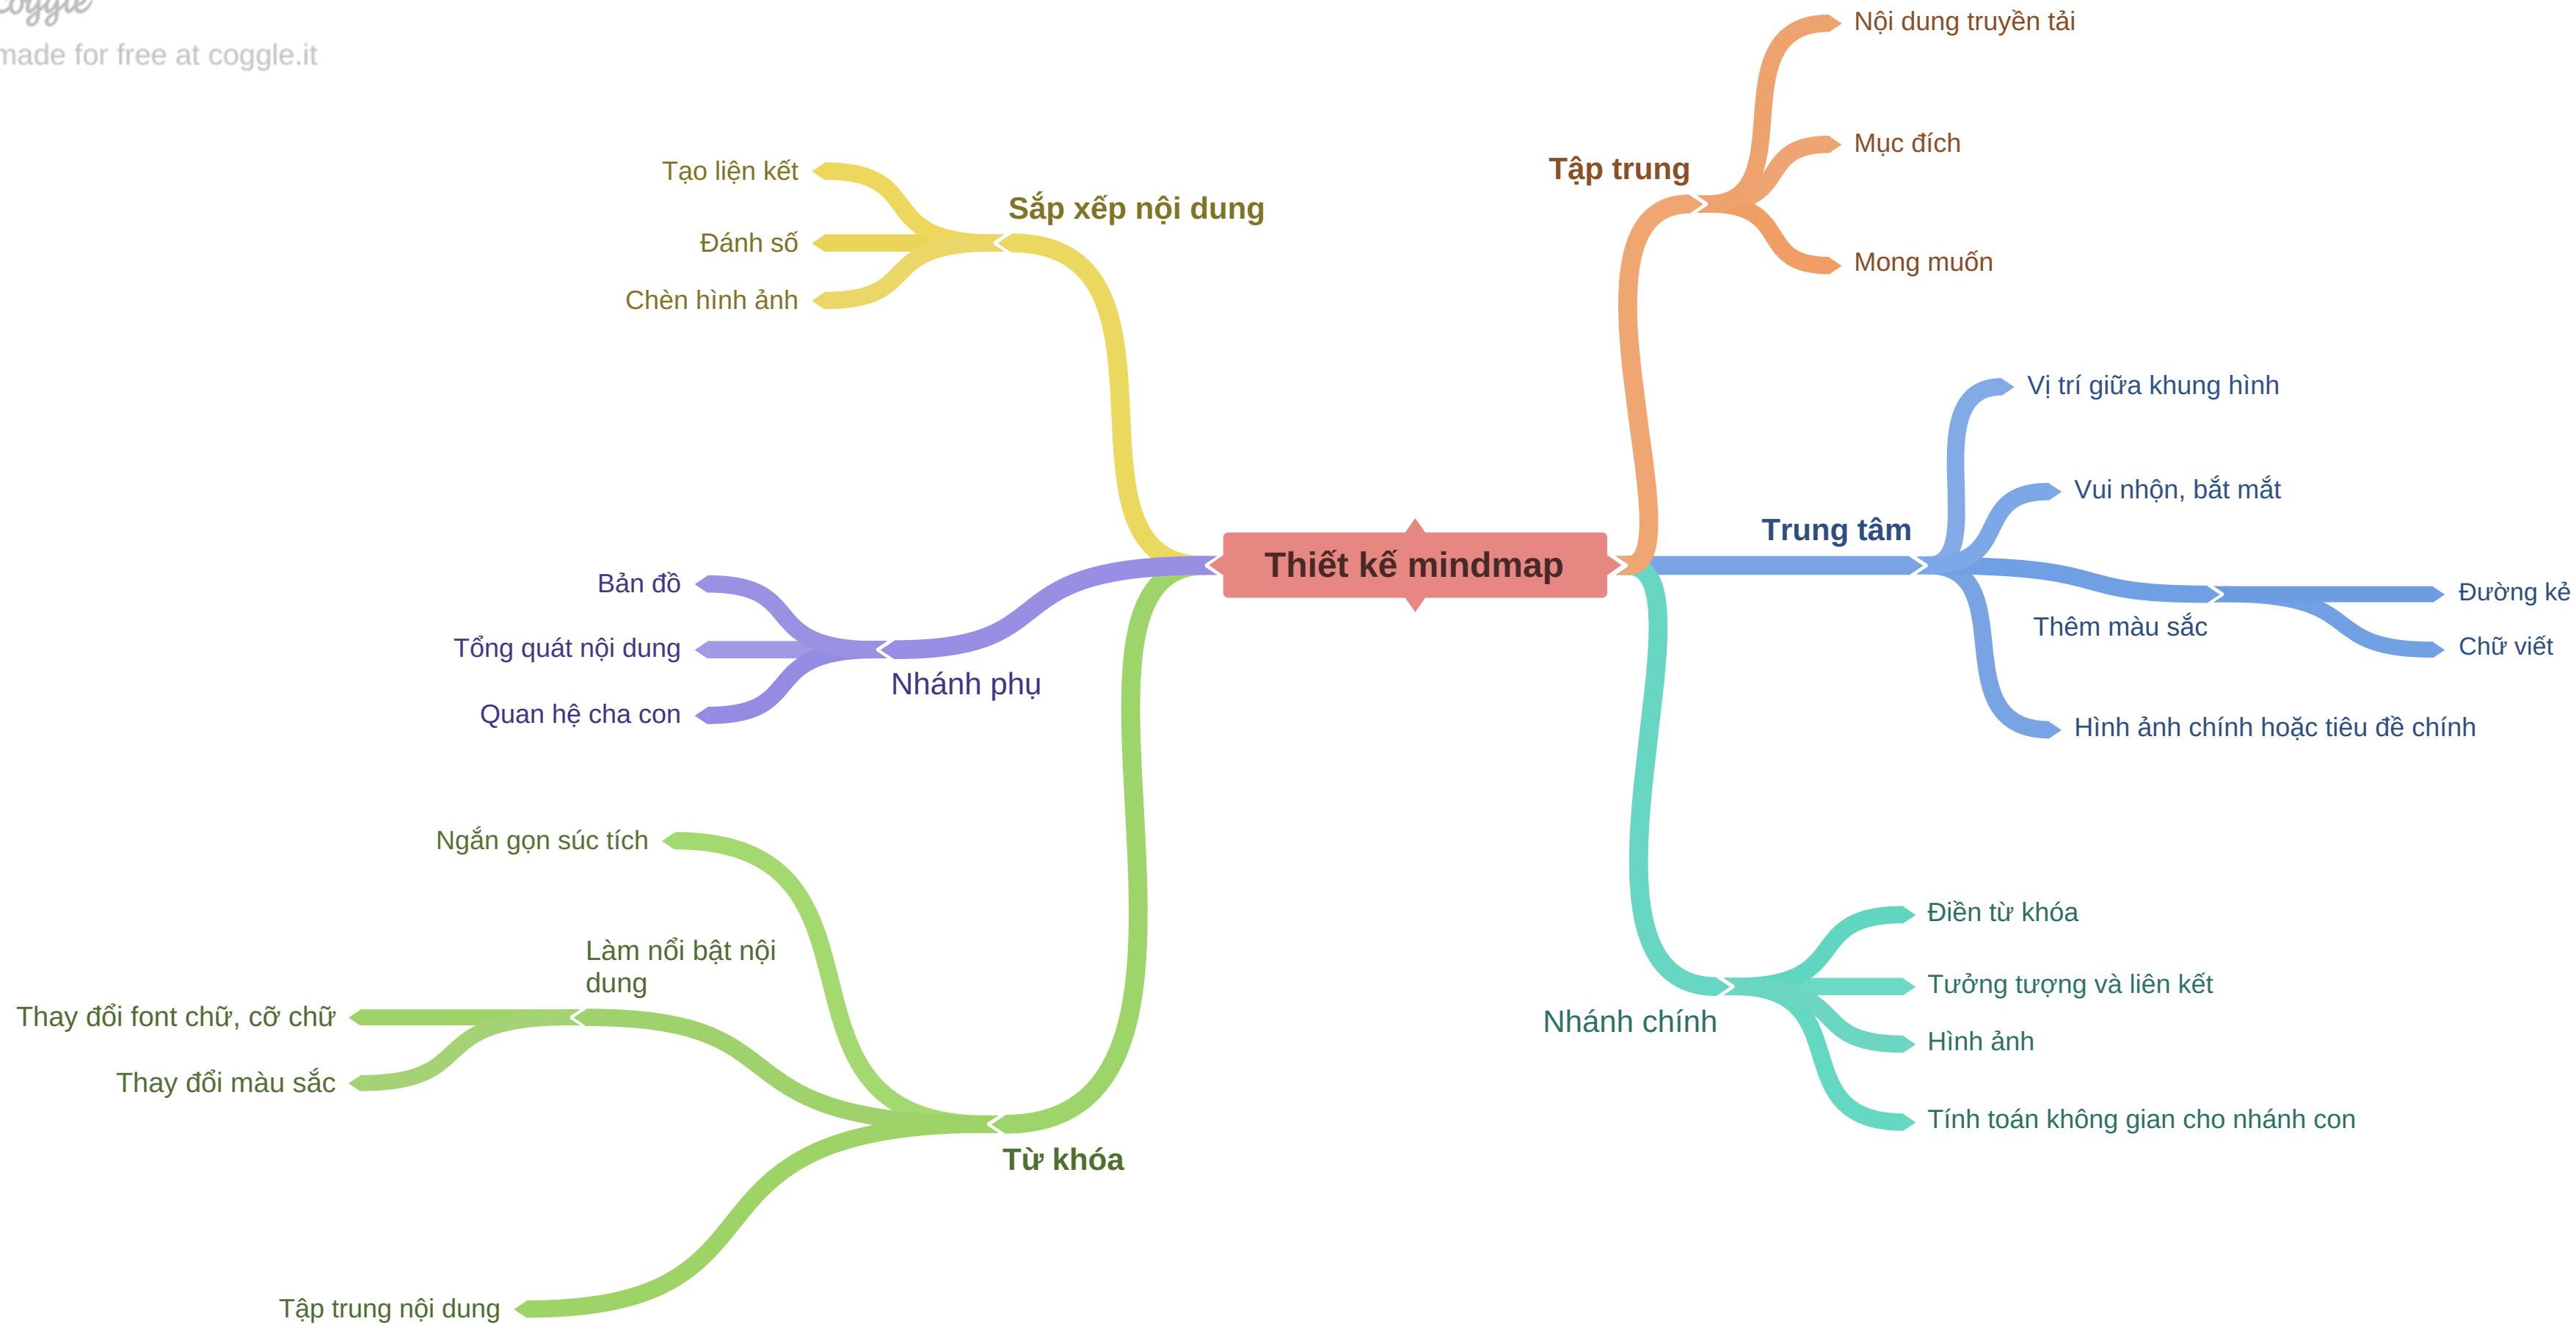 Coggle
made for free at coggle.it
Thiết kế mindmap
Tập trung
Nội dung truyền tải
Mục đích
Mong muốn
Trung tâm
Vị trí giữa khung hình
Vui nhộn, bắt mắt
Thêm màu sắc
Đường kẻ
Chữ viết
Hình ảnh chính hoặc tiêu đề chính
Nhánh chính
Điền từ khóa
Tưởng tượng và liên kết
Hình ảnh
Tính toán không gian cho nhánh con
Sắp xếp nội dung
Tạo liện kết
Đánh số
Chèn hình ảnh
Nhánh phụ
Bản đồ
Tổng quát nội dung
Quan hệ cha con
Từ khóa
Ngắn gọn súc tích
Làm nổi bật nội
dung
Thay đổi font chữ, cỡ chữ
Thay đổi màu sắc
Tập trung nội dung